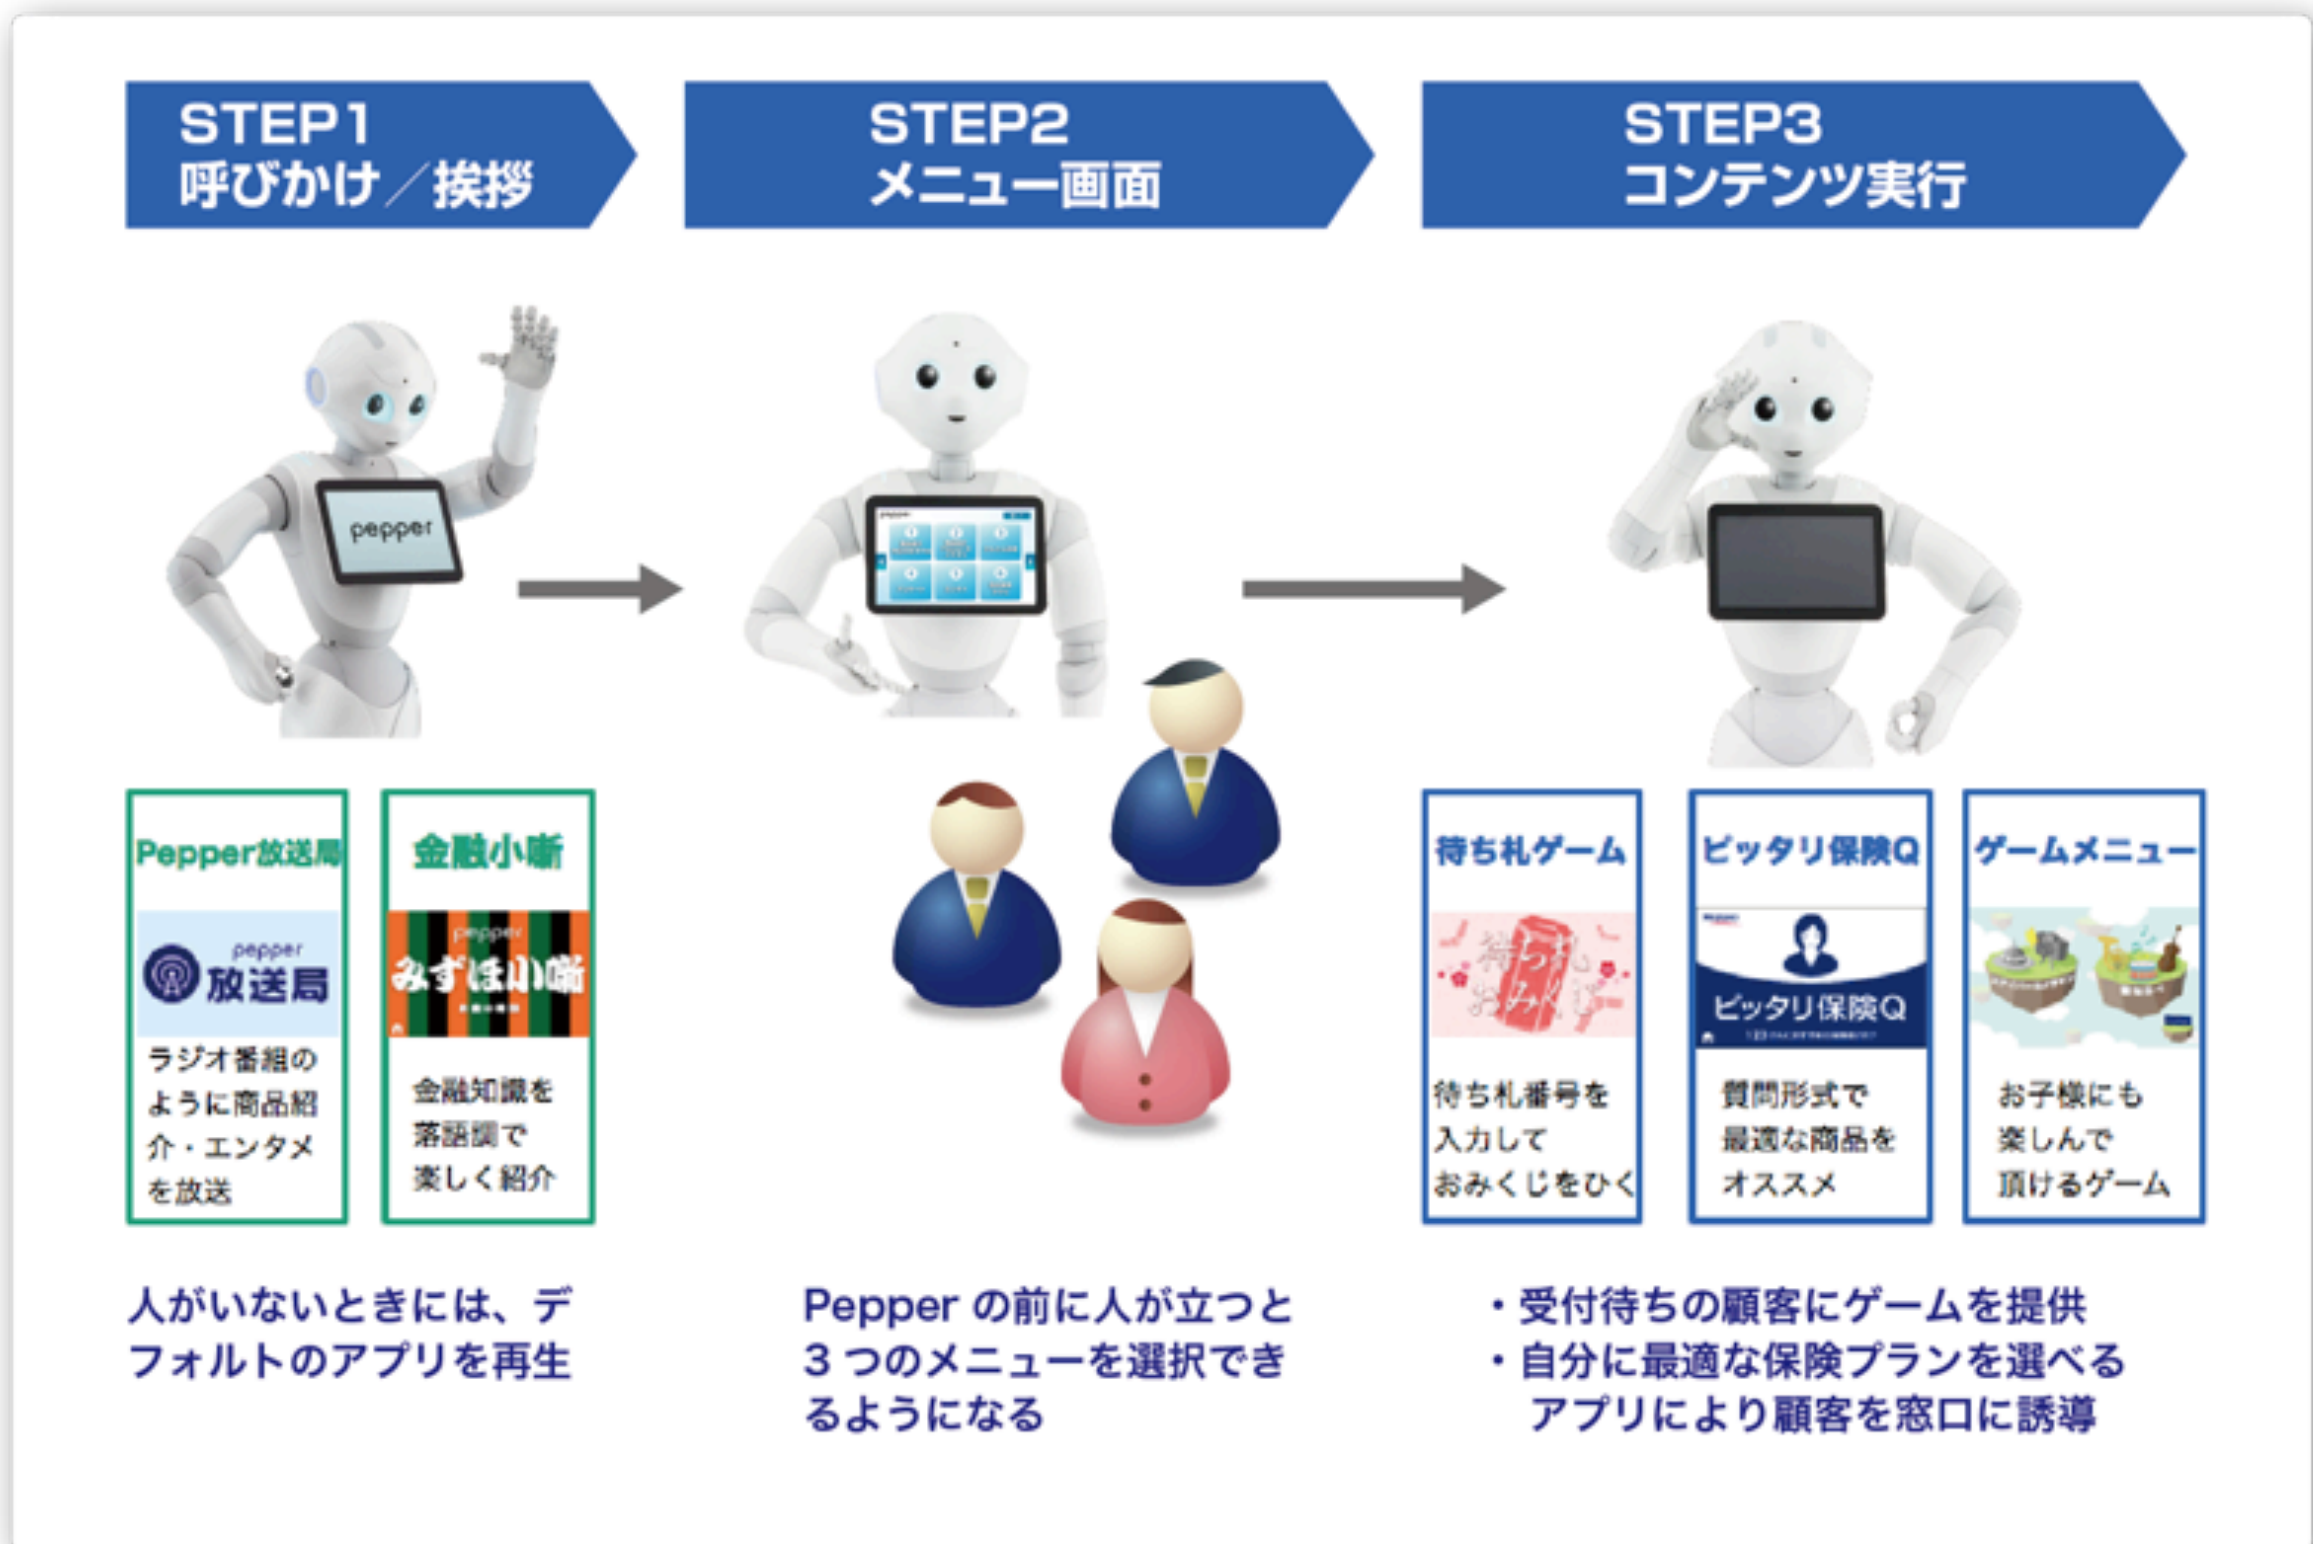 STEP1
呼びかけ／挨拶
STEP2
メニュー画面
STEP3
コンテンツ実行
pepper
Pepper放送局
pepper
放送局
ラジオ番組の
ように商品紹
介・エンタメ
を放送
金融小噺
pepper
みずほ小噺
金融知識を
落語調で
楽しく紹介
待ち札ゲーム
待ち札
おみくじ
待ち札番号を
入力して
おみくじをひく
ピッタリ保険Q
ピッタリ保険Q
質問形式で
最適な商品を
オススメ
ゲームメニュー
お子様にも
楽しんで
頂けるゲーム
人がいないときには、デ
フォルトのアプリを再生
Pepper の前に人が立つと
3 つのメニューを選択でき
るようになる
・受付待ちの顧客にゲームを提供
・自分に最適な保険プランを選べる
アプリにより顧客を窓口に誘導